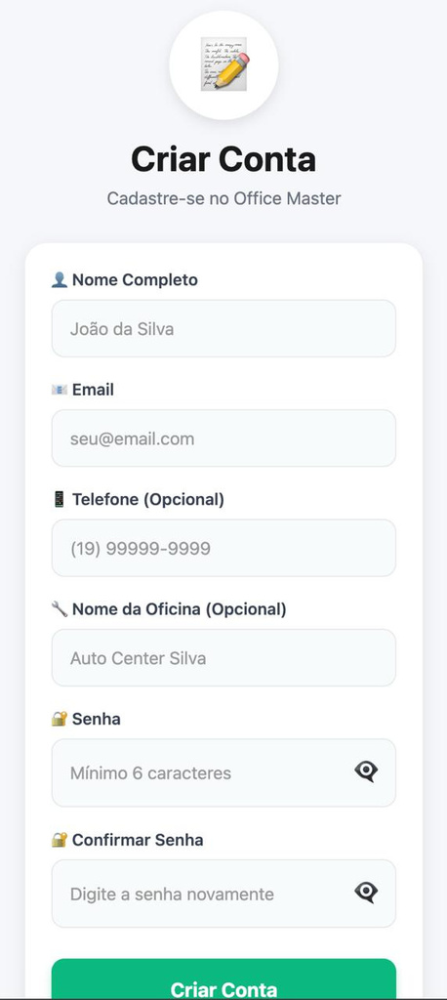 Criar Conta
Cadastre-se no Office Master
Nome Completo
João da Silva
Email
seu@email.com
Telefone (Opcional)
(19) 99999-9999
Nome da Oficina (Opcional)
Auto Center Silva
Senha
Mínimo 6 caracteres
Confirmar Senha
Digite a senha novamente
Criar Conta